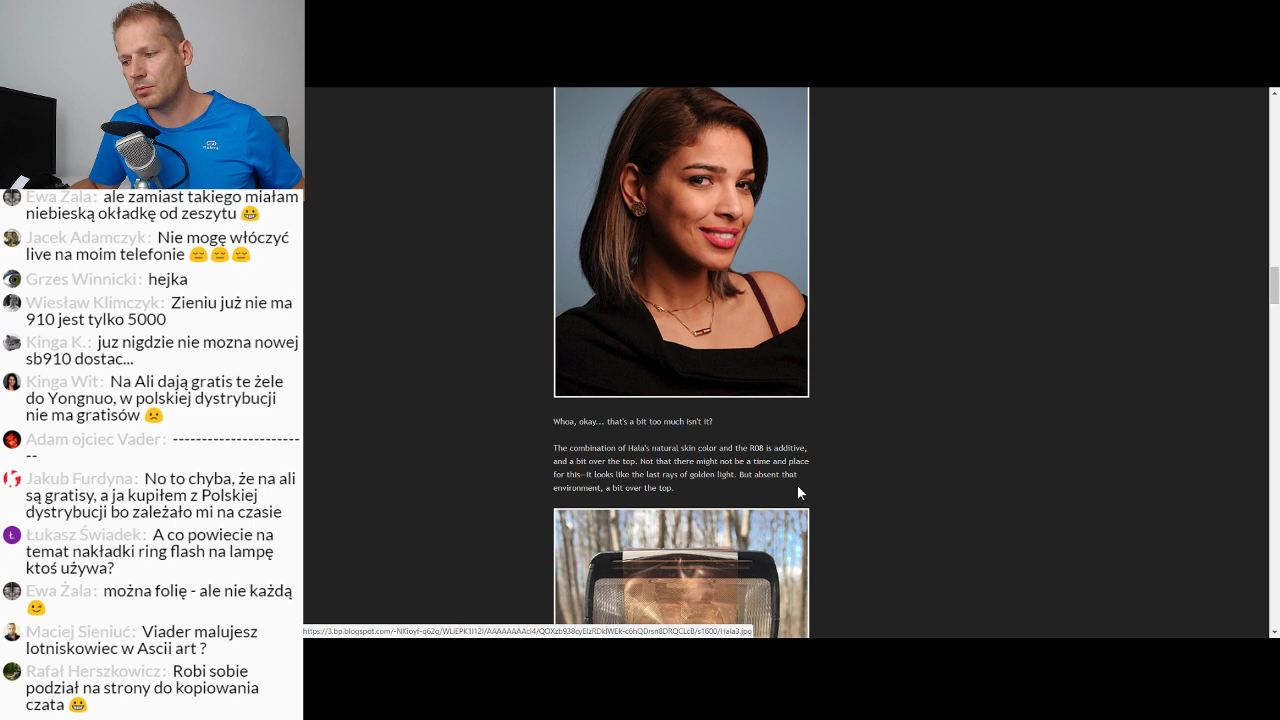 Ewa Żala: ale zamiast takiego miałam
niebieską okładkę od zeszytu 😀
Jacek Adamczyk: Nie mogę włóczyć
live na moim telefonie 😔😔😔
Grzes Winnicki: hejka
Wiesław Klimczyk: Zieniu już nie ma
910 jest tylko 5000
Kinga K.: juz nigdzie nie mozna nowej
sb910 dostac...
Kinga Wit: Na Ali dają gratis te żele
do Yongnuo, w polskiej dystrybucji
nie ma gratisów 🙁
Adam ojciec Vader: ----------------------
--
Jakub Furdyna: No to chyba, że na ali
są gratisy, a ja kupiłem z Polskiej
dystrybucji bo zależało mi na czasie
Łukasz Świadek: A co powiecie na
temat nakładki ring flash na lampę
ktoś używa?
Ewa Żala: można folię - ale nie każdą
😉
Maciej Sieniuć: Viader malujesz
lotniskowiec w Ascii art ?
Rafał Herszkowicz: Robi sobie
podział na strony do kopiowania
czata 😀
Whoa, okay... that's a bit too much isn't it?
The combination of Hala's natural skin color and the R08 is additive,
and a bit over the top. Not that there might not be a time and place
for this—it looks like the last rays of golden light. But absent that
environment, a bit over the top.